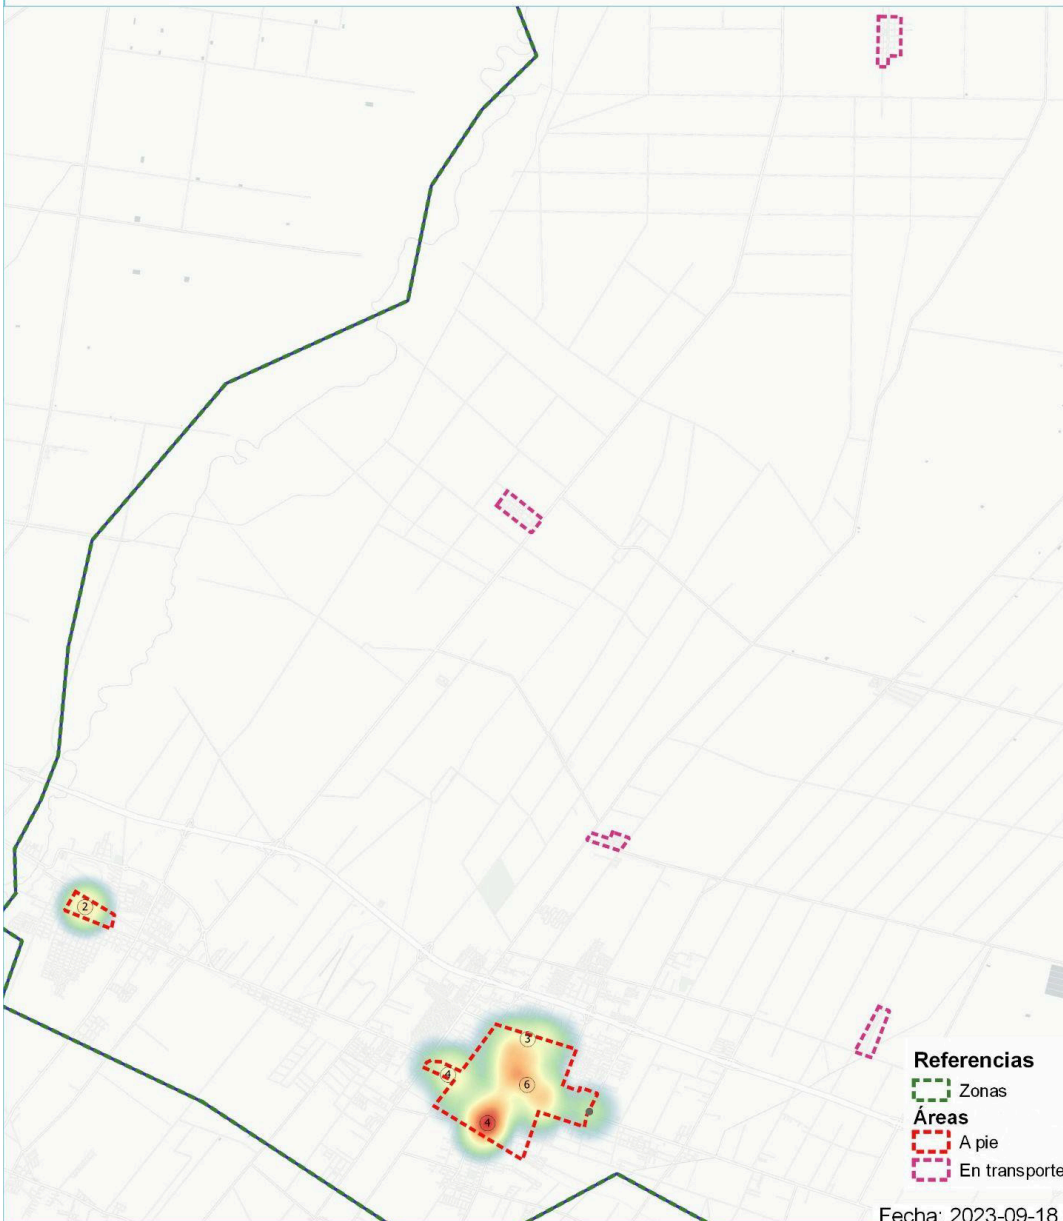 2
3
4
6
4
Referencias
Zonas
Áreas
A pie
En transporte
Fecha: 2023-09-18